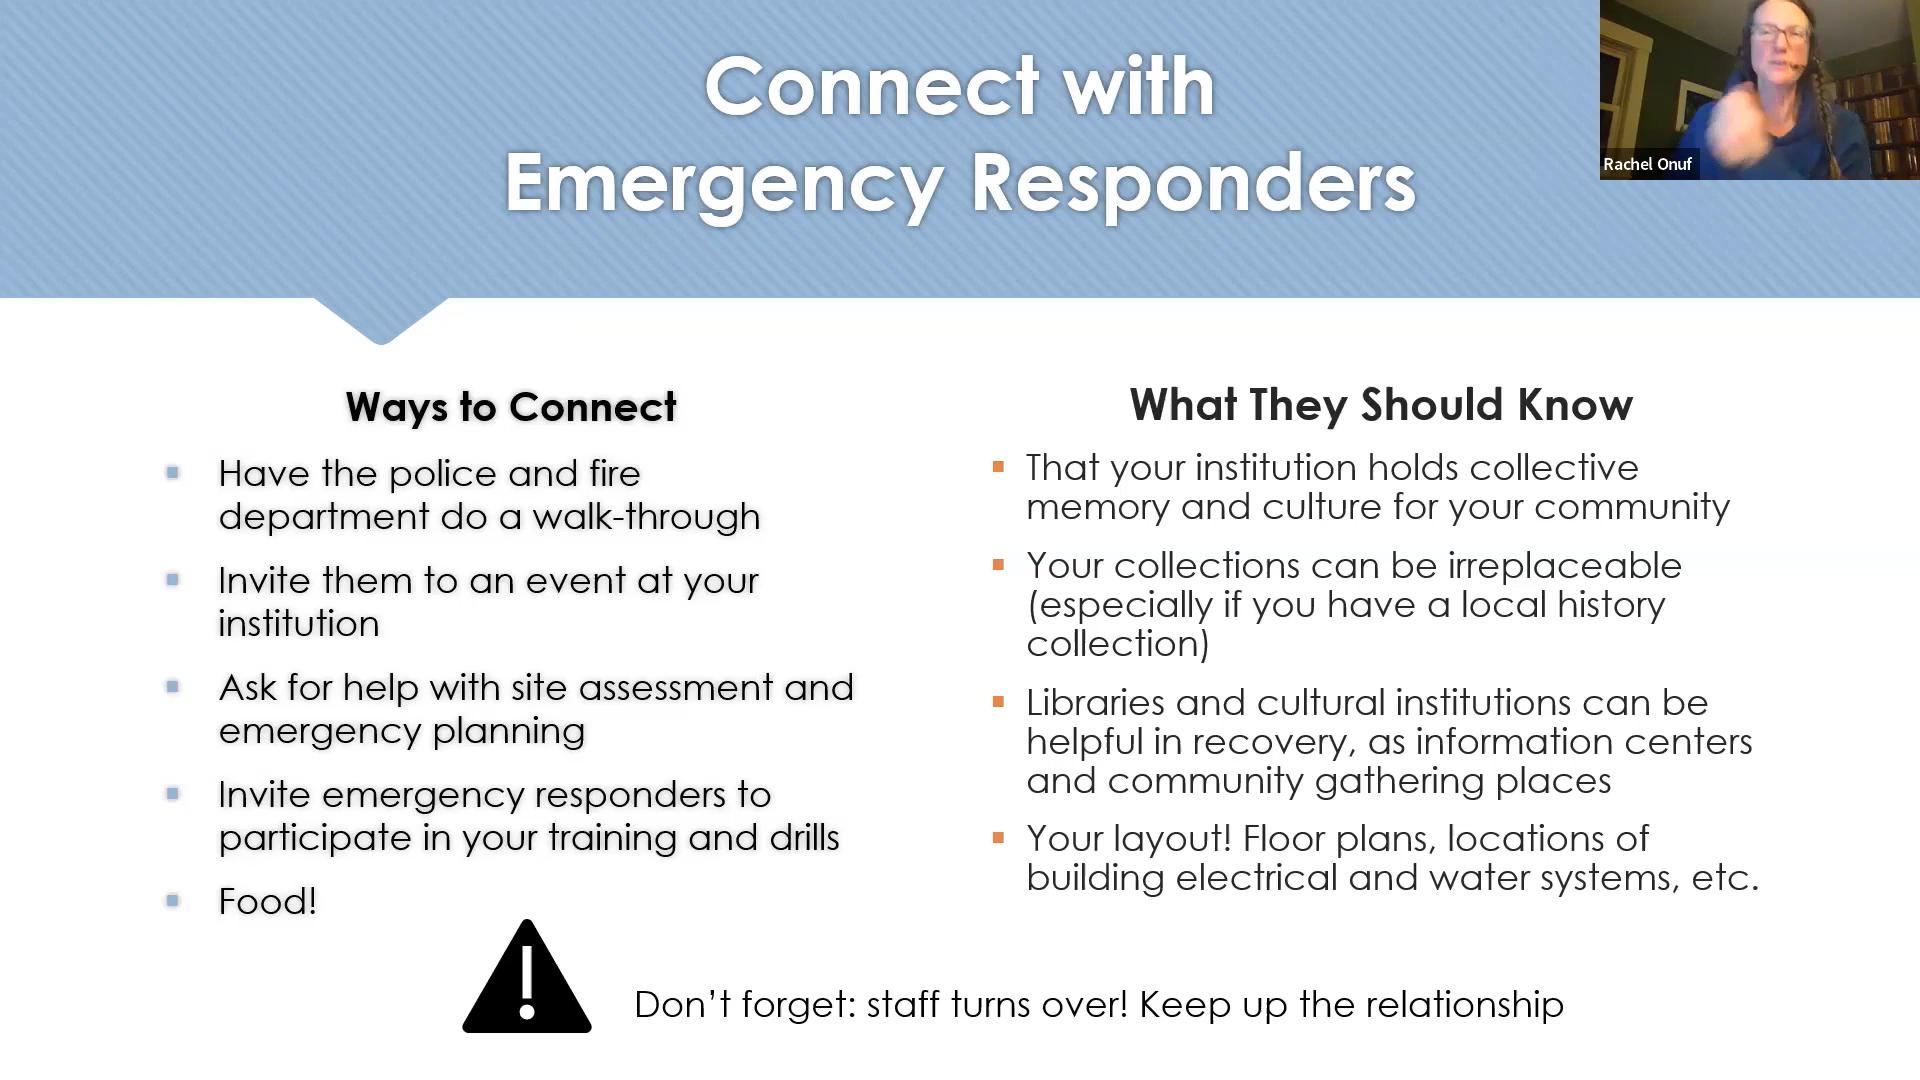 Connect with
Emergency Responders
Rachel Onuf
Ways to Connect
Have the police and fire
department do a walk-through
Invite them to an event at your
institution
Ask for help with site assessment and
emergency planning
Invite emergency responders to
participate in your training and drills
Food!
What They Should Know
That your institution holds collective
memory and culture for your community
Your collections can be irreplaceable
(especially if you have a local history
collection)
Libraries and cultural institutions can be
helpful in recovery, as information centers
and community gathering places
Your layout! Floor plans, locations of
building electrical and water systems, etc.
Don’t forget: staff turns over! Keep up the relationship